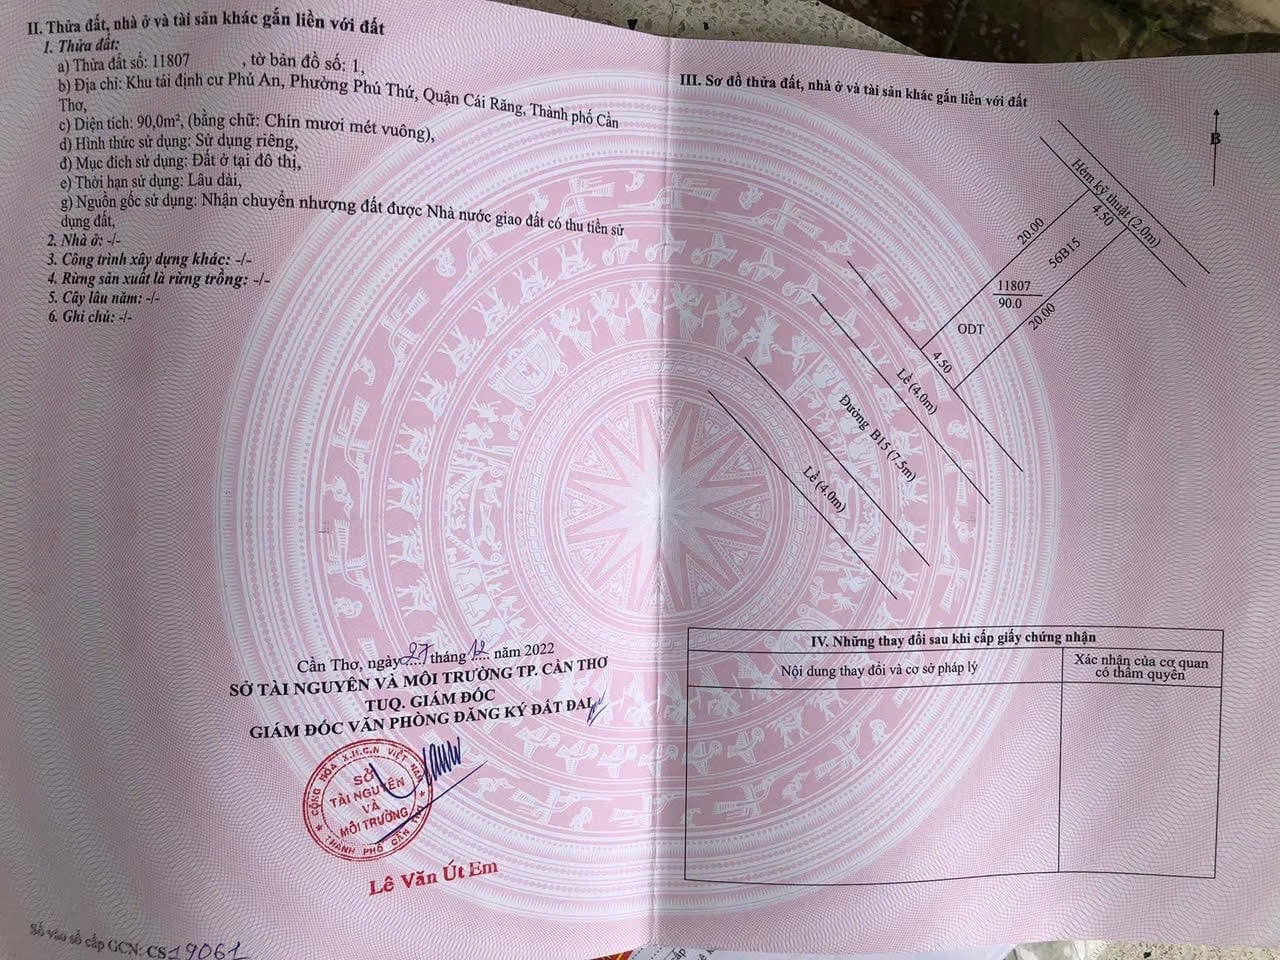 II. Thửa đất, nhà ở và tài sản khác gắn liền với đất
1. Thửa đất:
a) Thửa đất số: 11807 , tờ bản đồ số: 1,
b) Địa chỉ: Khu tái định cư Phú An, Phường Phú Thứ, Quận Cái Răng, Thành phố Cần
Thơ,
c) Diện tích: 90,0m², (bằng chữ: Chín mươi mét vuông),
d) Hình thức sử dụng: Sử dụng riêng,
đ) Mục đích sử dụng: Đất ở tại đô thị,
e) Thời hạn sử dụng: Lâu dài,
g) Nguồn gốc sử dụng: Nhận chuyển nhượng đất được Nhà nước giao đất có thu tiền sử
dụng đất,
2. Nhà ở: -/-
3. Công trình xây dựng khác: -/-
4. Rừng sản xuất là rừng trồng: -/-
5. Cây lâu năm: -/-
6. Ghi chú: -/-
Cần Thơ, ngày 27 tháng 12 năm 2022
SỞ TÀI NGUYÊN VÀ MÔI TRƯỜNG TP. CẦN THƠ
TUQ. GIÁM ĐỐC
GIÁM ĐỐC VĂN PHÒNG ĐĂNG KÝ ĐẤT ĐAI
CỘNG HÒA X.H.C.N VIỆT NAM
SỞ
TÀI NGUYÊN
VÀ
MÔI TRƯỜNG
THÀNH PHỐ CẦN THƠ
Lê Văn Út Em
Số vào sổ cấp GCN: CS19061
III. Sơ đồ thửa đất, nhà ở và tài sản khác gắn liền với đất
B
Hẻm kỹ thuật (2.0m)
4.50
20.00
56B15
11807
90.0
20.00
ODT
4.50
Lề (4.0m)
Đường B15 (7.5m)
Lề (4.0m)
IV. Những thay đổi sau khi cấp giấy chứng nhận
Nội dung thay đổi và cơ sở pháp lý
Xác nhận của cơ quan
có thẩm quyền